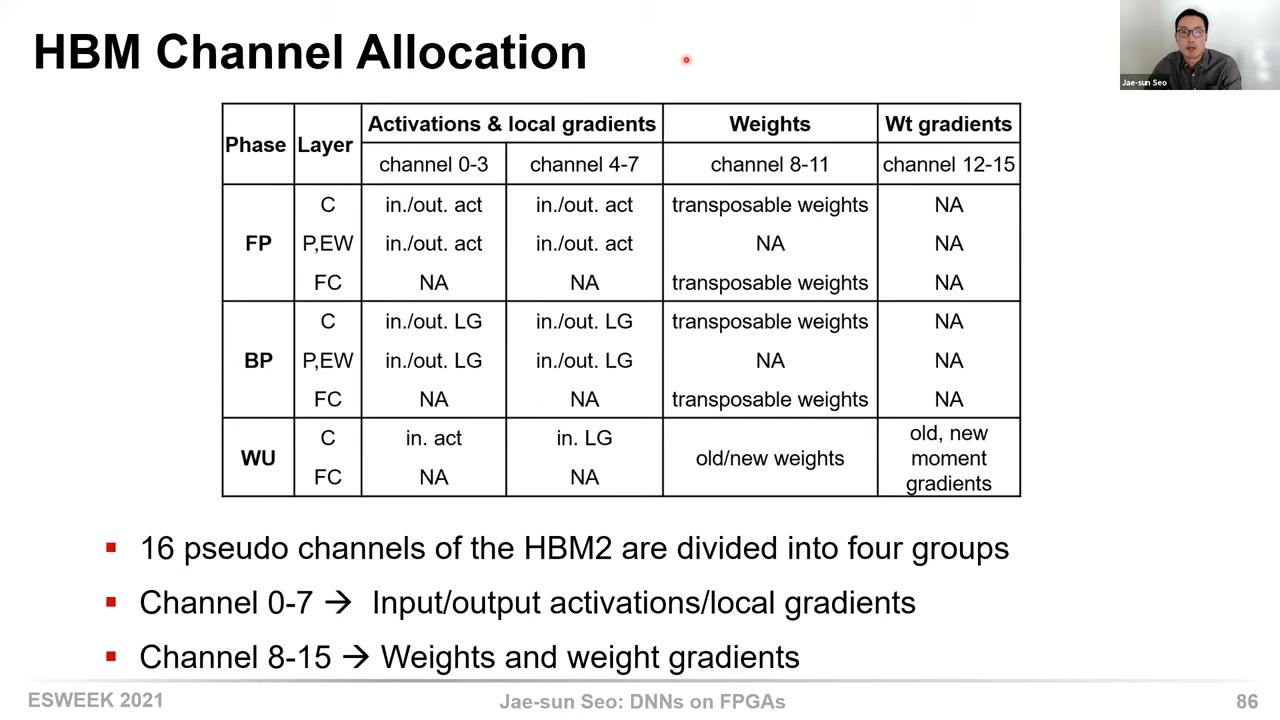 HBM Channel Allocation
Jae-sun Seo
Phase Layer Activations & local gradients Weights Wt gradients
channel 0-3 channel 4-7 channel 8-11 channel 12-15
FP C in./out. act in./out. act transposable weights NA
P,EW in./out. act in./out. act NA NA
FC NA NA transposable weights NA
BP C in./out. LG in./out. LG transposable weights NA
P,EW in./out. LG in./out. LG NA NA
FC NA NA transposable weights NA
WU C in. act in. LG old/new weights old, new
moment
FC NA NA gradients
▪ 16 pseudo channels of the HBM2 are divided into four groups
▪ Channel 0-7 → Input/output activations/local gradients
▪ Channel 8-15 → Weights and weight gradients
ESWEEK 2021 Jae-sun Seo: DNNs on FPGAs 86